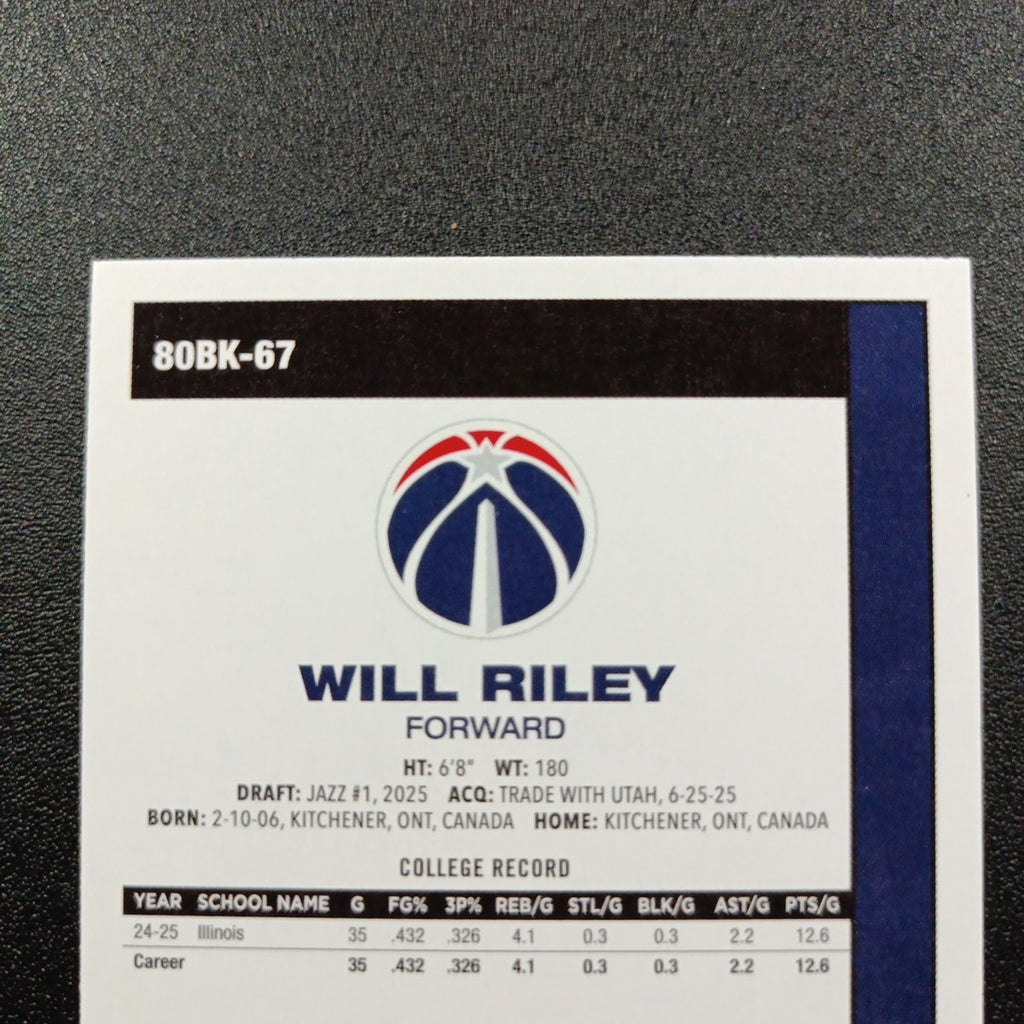 80BK-67
WILL RILEY
FORWARD
HT: 6'8" WT: 180
DRAFT: JAZZ #1, 2025 ACQ: TRADE WITH UTAH, 6-25-25
BORN: 2-10-06, KITCHENER, ONT, CANADA HOME: KITCHENER, ONT, CANADA
COLLEGE RECORD
YEAR SCHOOL NAME G FG% 3P% REB/G STL/G BLK/G AST/G PTS/G
24-25 Illinois 35 .432 .326 4.1 0.3 0.3 2.2 12.6
Career 35 .432 .326 4.1 0.3 0.3 2.2 12.6